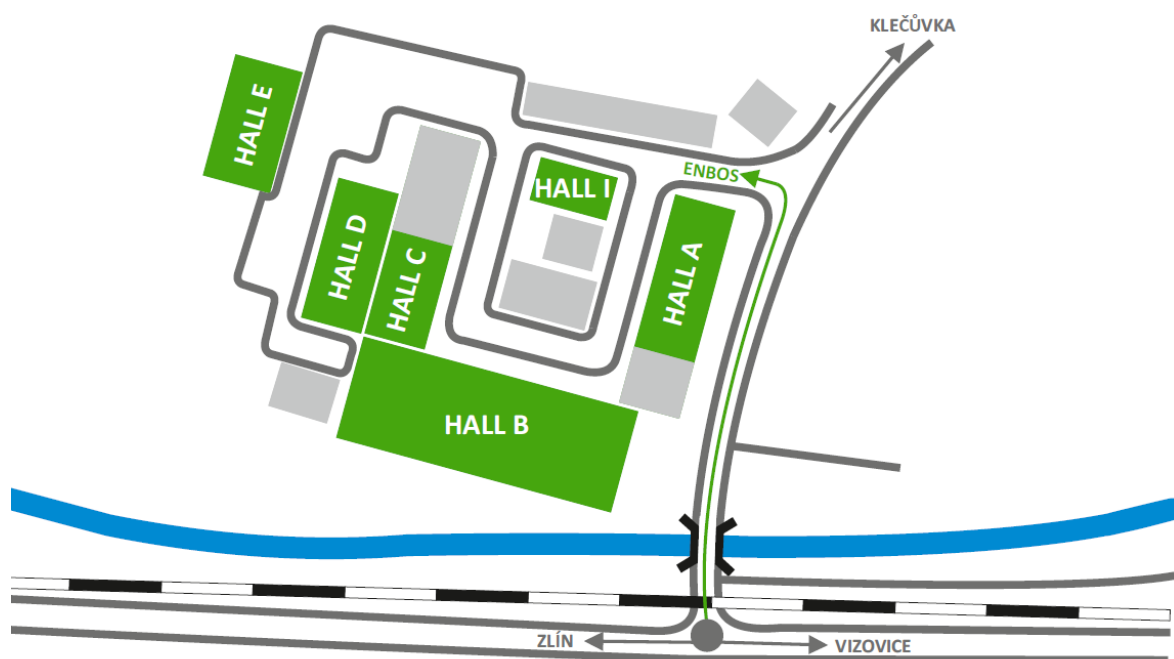 KLEČŮVKA
HALL E
HALL I
ENBOS
HALL D
HALL C
HALL A
HALL B
ZLÍN
VIZOVICE